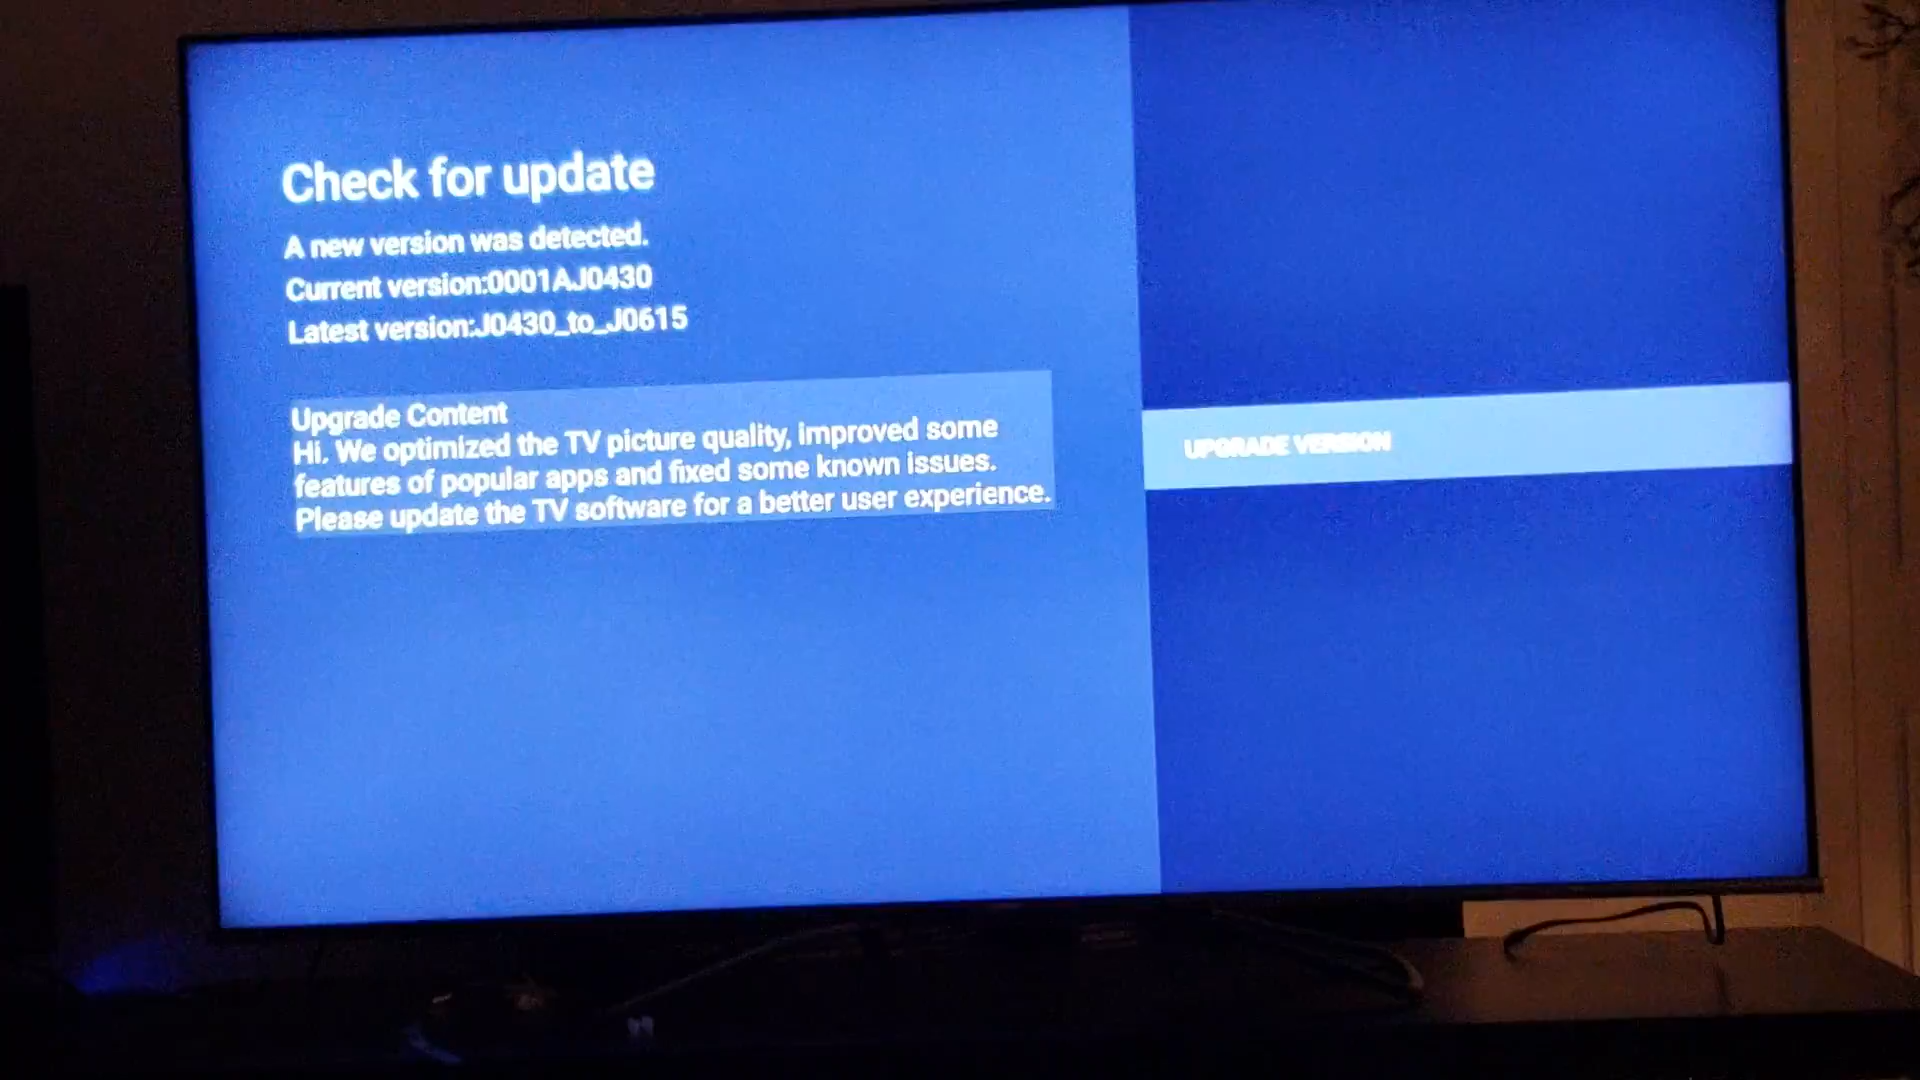 Check for update
A new version was detected.
Current version:0001AJ0430
Latest version:J0430_to_J0615
Upgrade Content
Hi. We optimized the TV picture quality, improved some
features of popular apps and fixed some known issues.
Please update the TV software for a better user experience.
UPGRADE VERSION